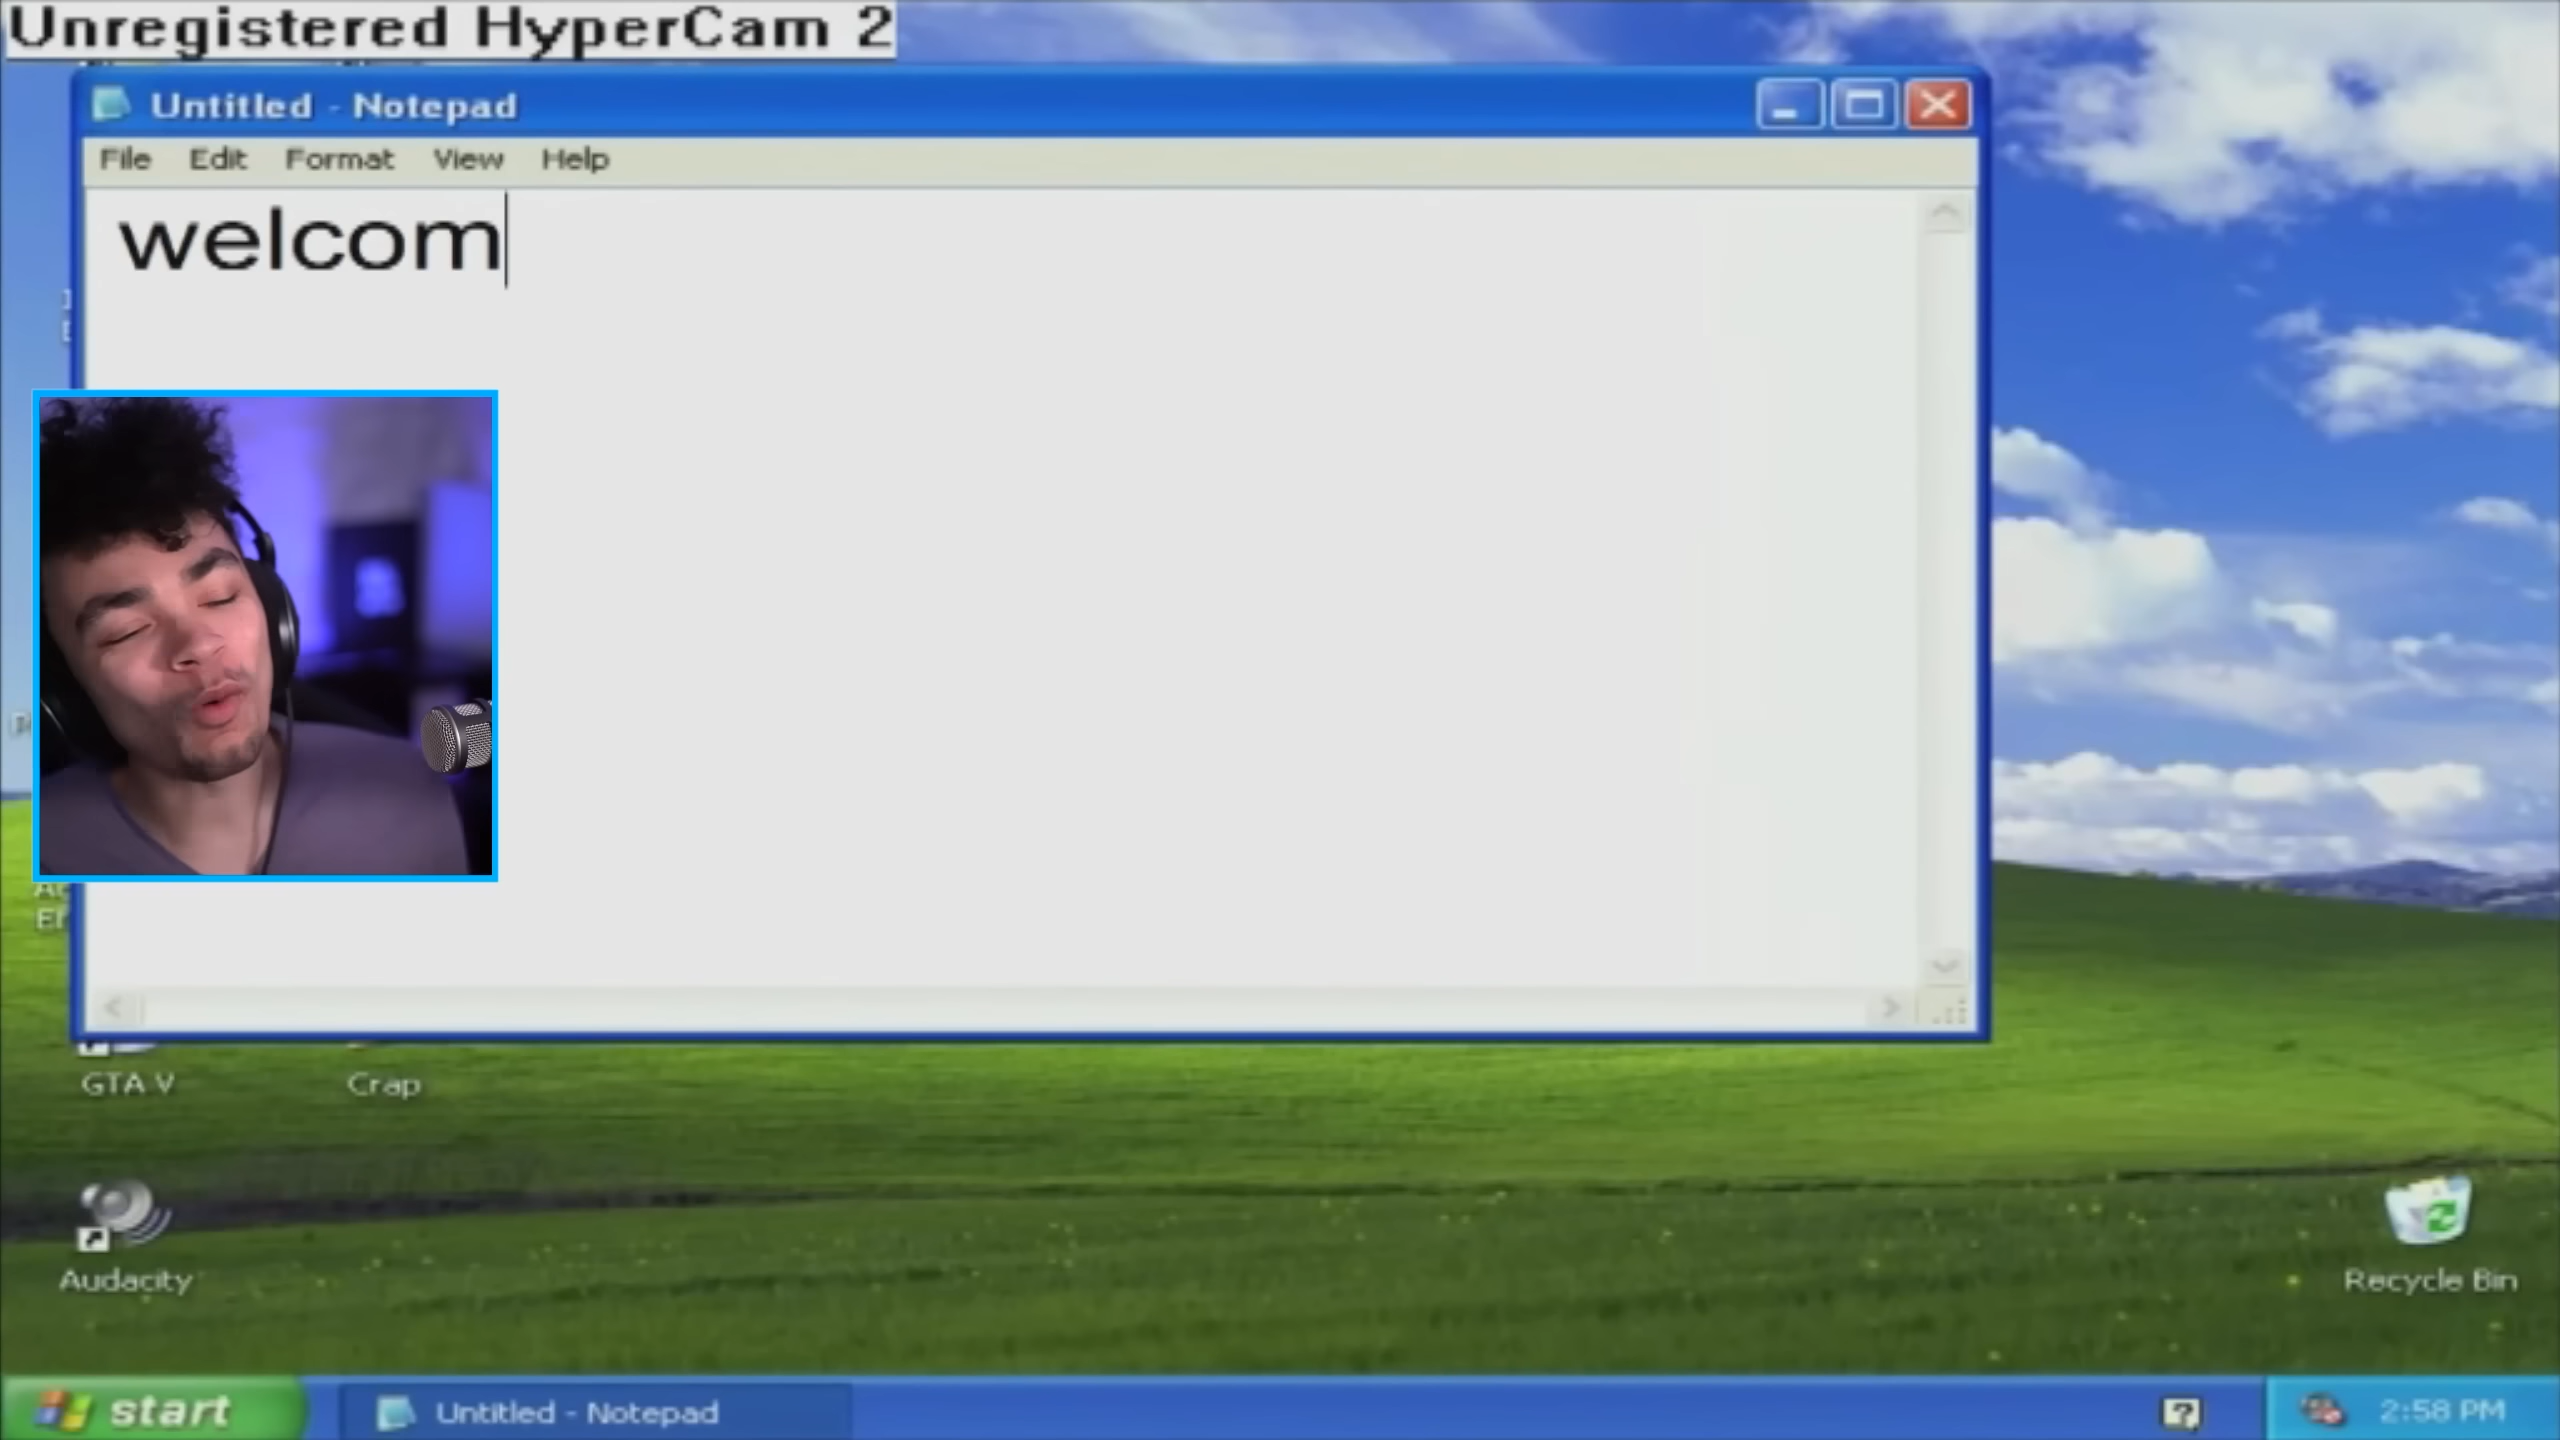 Unregistered HyperCam 2
Untitled - Notepad
File Edit Format View Help
welcom
GTA V
Crap
Audacity
Recycle Bin
start
Untitled - Notepad
2:58 PM